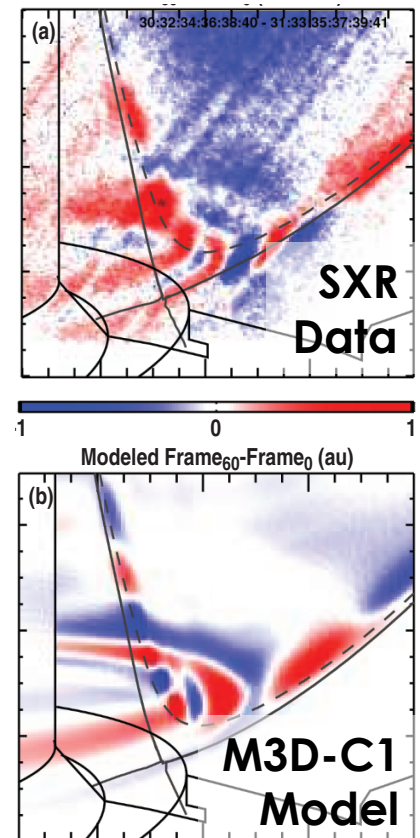 (a)
30:32:34:36:38:40 - 31:33:35:37:39:41
SXR
Data
-1 0 1
Modeled Frame₆₀-Frame₀ (au)
(b)
M3D-C1
Model